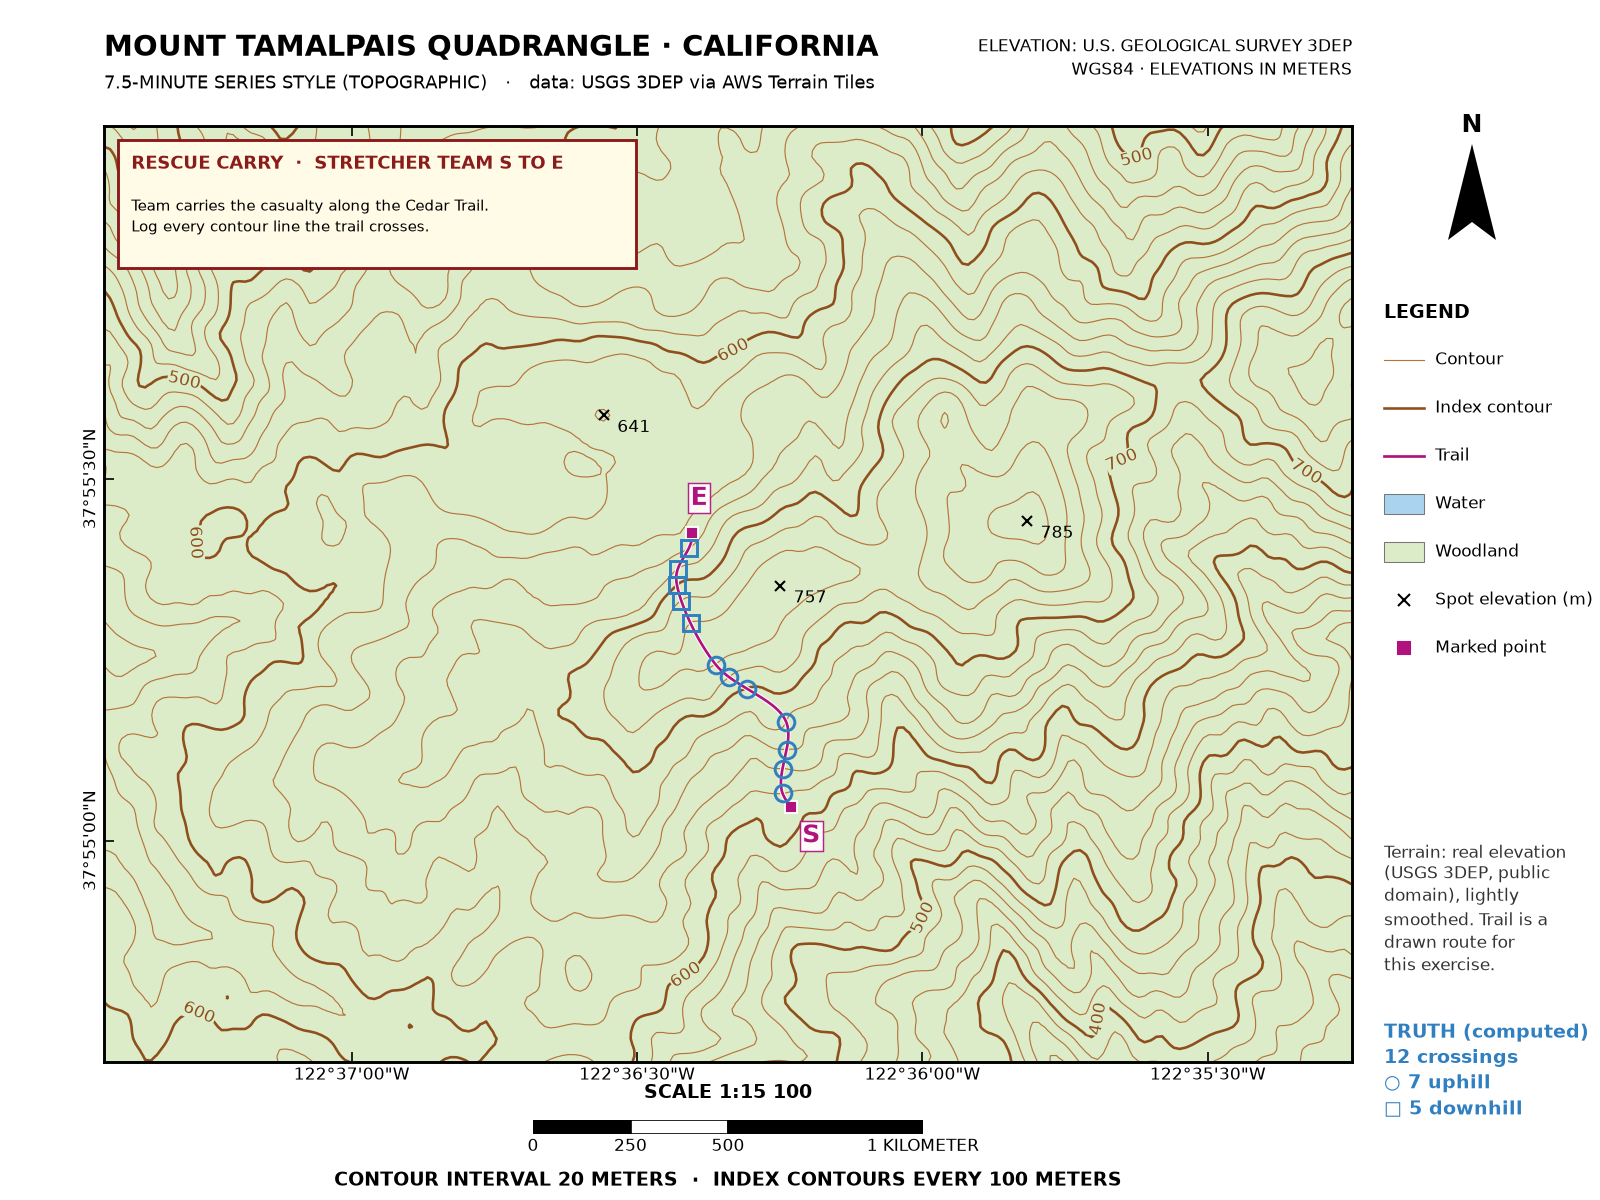 MOUNT TAMALPAIS QUADRANGLE · CALIFORNIA
7.5-MINUTE SERIES STYLE (TOPOGRAPHIC) · data: USGS 3DEP via AWS Terrain Tiles
ELEVATION: U.S. GEOLOGICAL SURVEY 3DEP
WGS84 · ELEVATIONS IN METERS
RESCUE CARRY · STRETCHER TEAM S TO E
Team carries the casualty along the Cedar Trail.
Log every contour line the trail crosses.
500
600
500
641
700
700
E
600
785
757
S
500
600
600
400
37°55'30"N
37°55'00"N
122°37'00"W
122°36'30"W
122°36'00"W
122°35'30"W
N
LEGEND
Contour
Index contour
Trail
Water
Woodland
Spot elevation (m)
Marked point
Terrain: real elevation
(USGS 3DEP, public
domain), lightly
smoothed. Trail is a
drawn route for
this exercise.
TRUTH (computed)
12 crossings
○ 7 uphill
□ 5 downhill
SCALE 1:15 100
0 250 500 1 KILOMETER
CONTOUR INTERVAL 20 METERS · INDEX CONTOURS EVERY 100 METERS